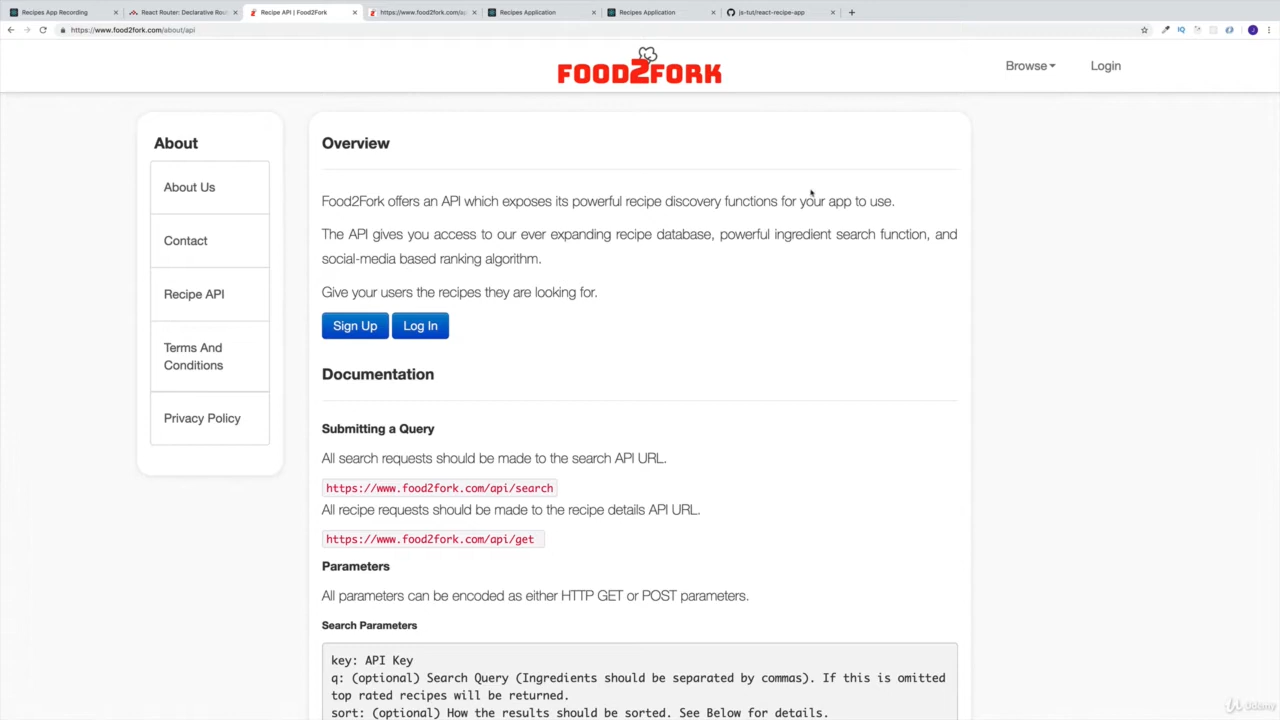 Recipes App Recording
React Router: Declarative Rou
Recipe API | Food2Fork
https://www.food2fork.com/a
Recipes Application
Recipes Application
js-tut/react-recipe-app
https://www.food2fork.com/about/api
IQ
J
FOOD2FORK
Browse
Login
About
About Us
Contact
Recipe API
Terms And
Conditions
Privacy Policy
Overview
Food2Fork offers an API which exposes its powerful recipe discovery functions for your app to use.
The API gives you access to our ever expanding recipe database, powerful ingredient search function, and
social-media based ranking algorithm.
Give your users the recipes they are looking for.
Sign Up
Log In
Documentation
Submitting a Query
All search requests should be made to the search API URL.
https://www.food2fork.com/api/search
All recipe requests should be made to the recipe details API URL.
https://www.food2fork.com/api/get
Parameters
All parameters can be encoded as either HTTP GET or POST parameters.
Search Parameters
key: API Key
q: (optional) Search Query (Ingredients should be separated by commas). If this is omitted
top rated recipes will be returned.
sort: (optional) How the results should be sorted. See Below for details.
Udemy